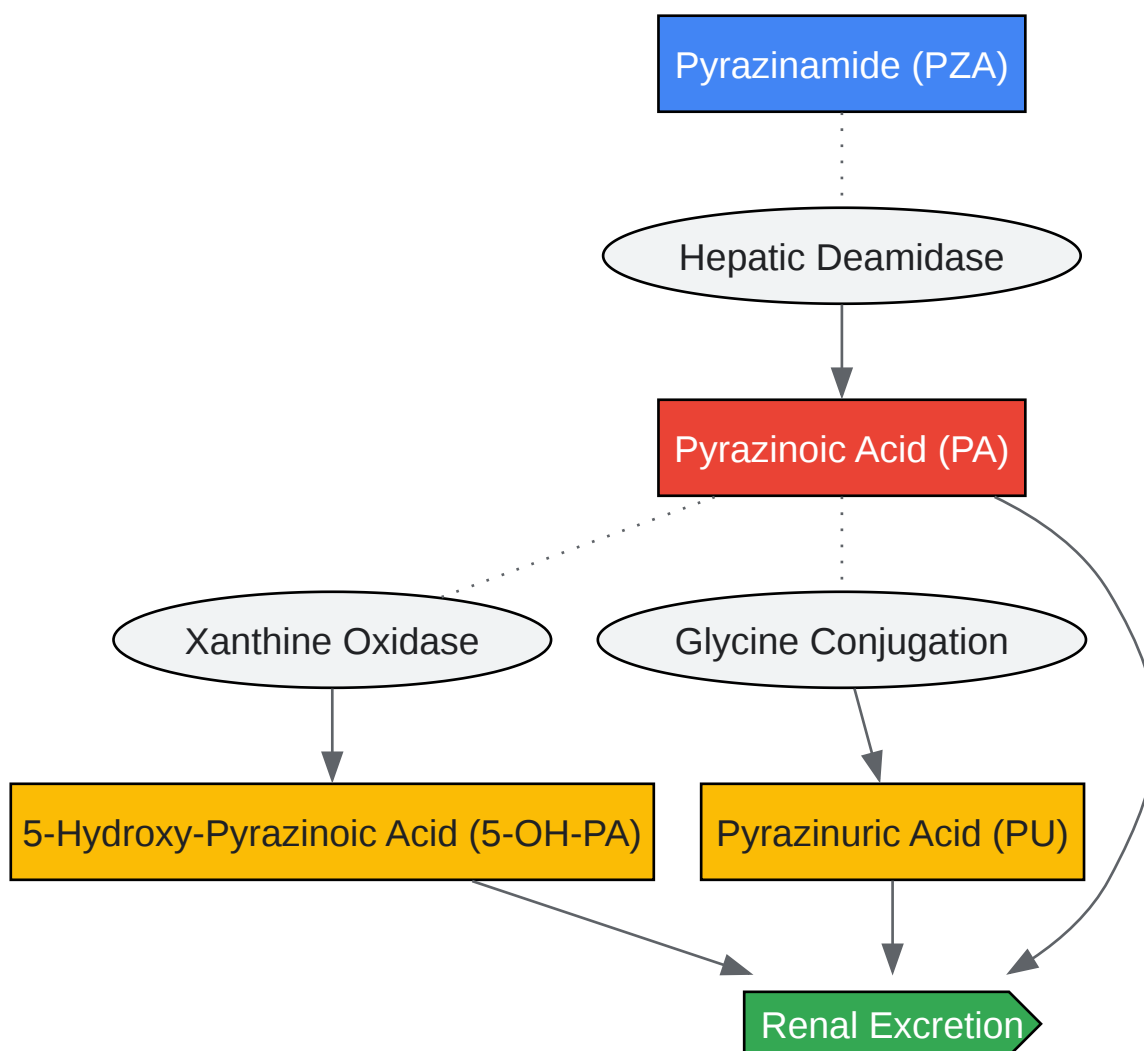 Pyrazinamide (PZA)
Hepatic Deamidase
Pyrazinoic Acid (PA)
Xanthine Oxidase
Glycine Conjugation
5-Hydroxy-Pyrazinoic Acid (5-OH-PA)
Pyrazinuric Acid (PU)
Renal Excretion